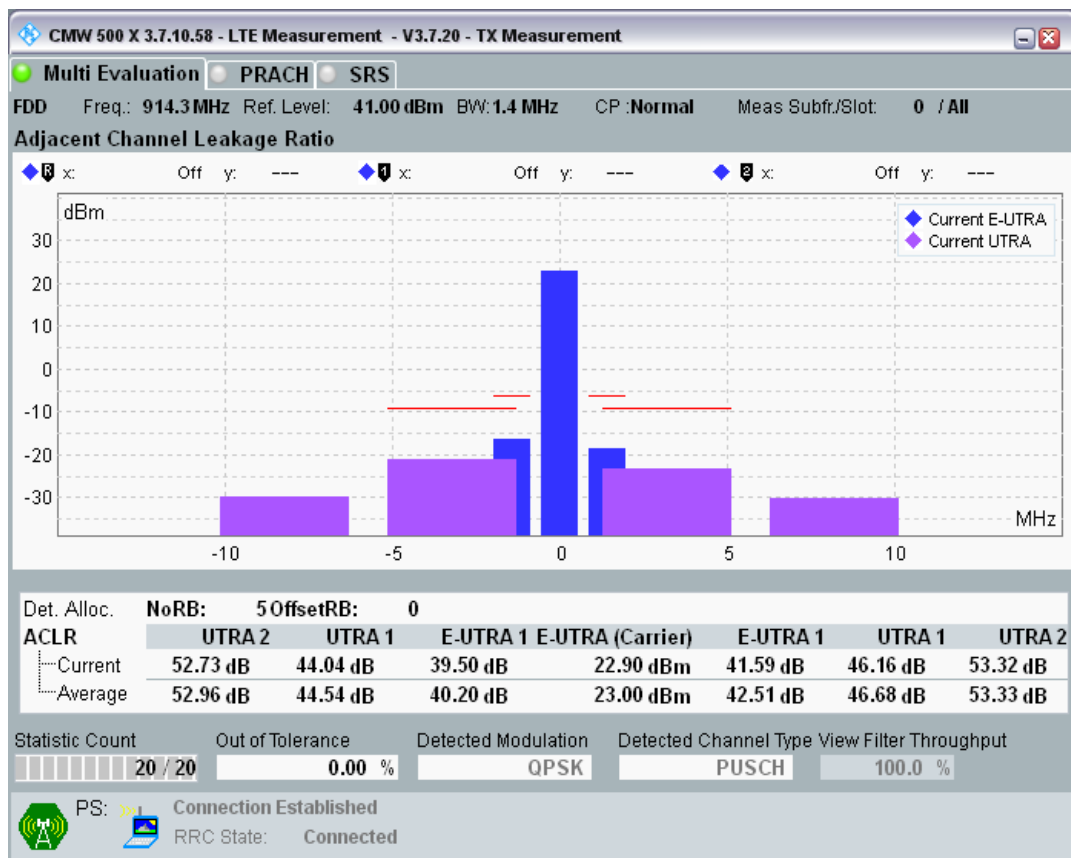 CMW 500 X 3.7.10.58 - LTE Measurement - V3.7.20 - TX Measurement
Multi Evaluation PRACH SRS
FDD Freq.: 914.3 MHz Ref. Level: 41.00 dBm BW: 1.4 MHz CP :Normal Meas Subfr./Slot: 0 / All
Adjacent Channel Leakage Ratio
R x: Off y: --- 1 x: Off y: --- 2 x: Off y: ---
dBm
Current E-UTRA
Current UTRA
30
20
10
0
-10
-20
-30
MHz
-10 -5 0 5 10
Det. Alloc. NoRB: 5 OffsetRB: 0
ACLR UTRA 2 UTRA 1 E-UTRA 1 E-UTRA (Carrier) E-UTRA 1 UTRA 1 UTRA 2
Current 52.73 dB 44.04 dB 39.50 dB 22.90 dBm 41.59 dB 46.16 dB 53.32 dB
Average 52.96 dB 44.54 dB 40.20 dB 23.00 dBm 42.51 dB 46.68 dB 53.33 dB
Statistic Count Out of Tolerance Detected Modulation Detected Channel Type View Filter Throughput
20 / 20 0.00 % QPSK PUSCH 100.0 %
PS: Connection Established
RRC State: Connected